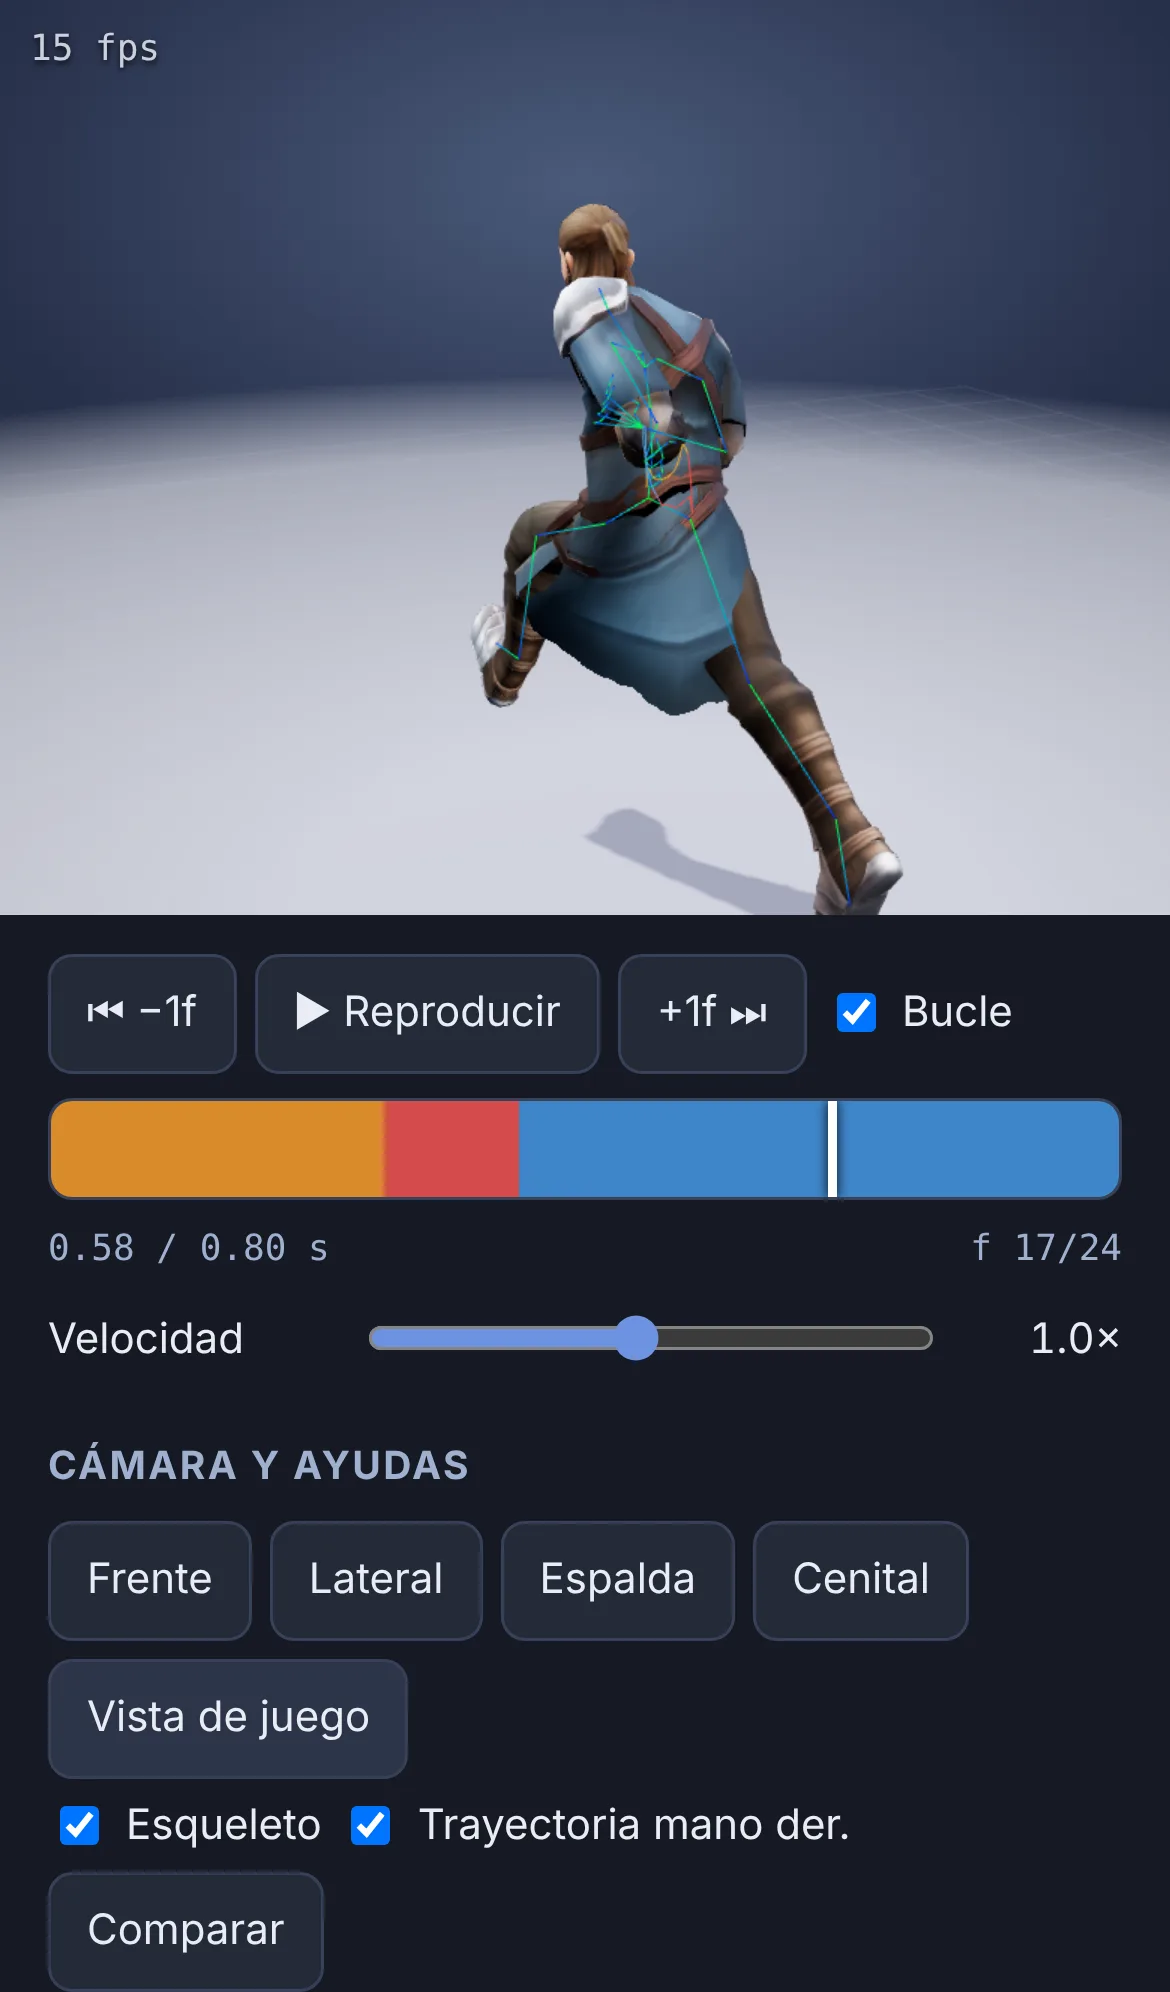 15 fps
⏮ −1f ▶ Reproducir +1f ⏭ Bucle
0.58 / 0.80 s f 17/24
Velocidad 1.0×
CÁMARA Y AYUDAS
Frente Lateral Espalda Cenital
Vista de juego
Esqueleto Trayectoria mano der.
Comparar